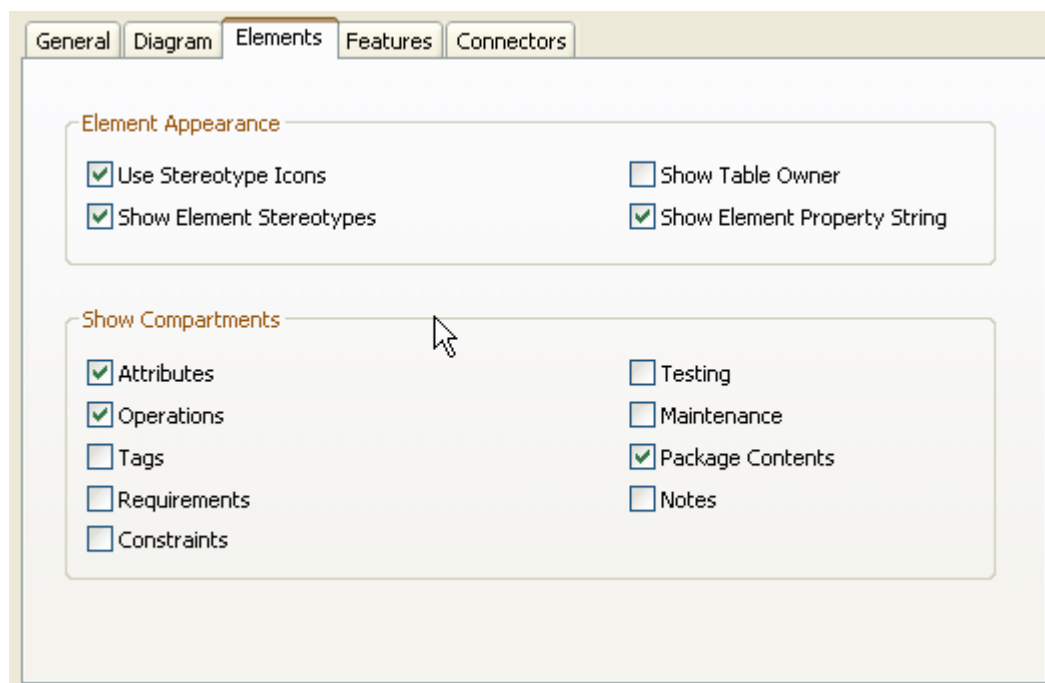 General Diagram Elements Features Connectors
Element Appearance
Use Stereotype Icons Show Table Owner
Show Element Stereotypes Show Element Property String
Show Compartments
Attributes Testing
Operations Maintenance
Tags Package Contents
Requirements Notes
Constraints